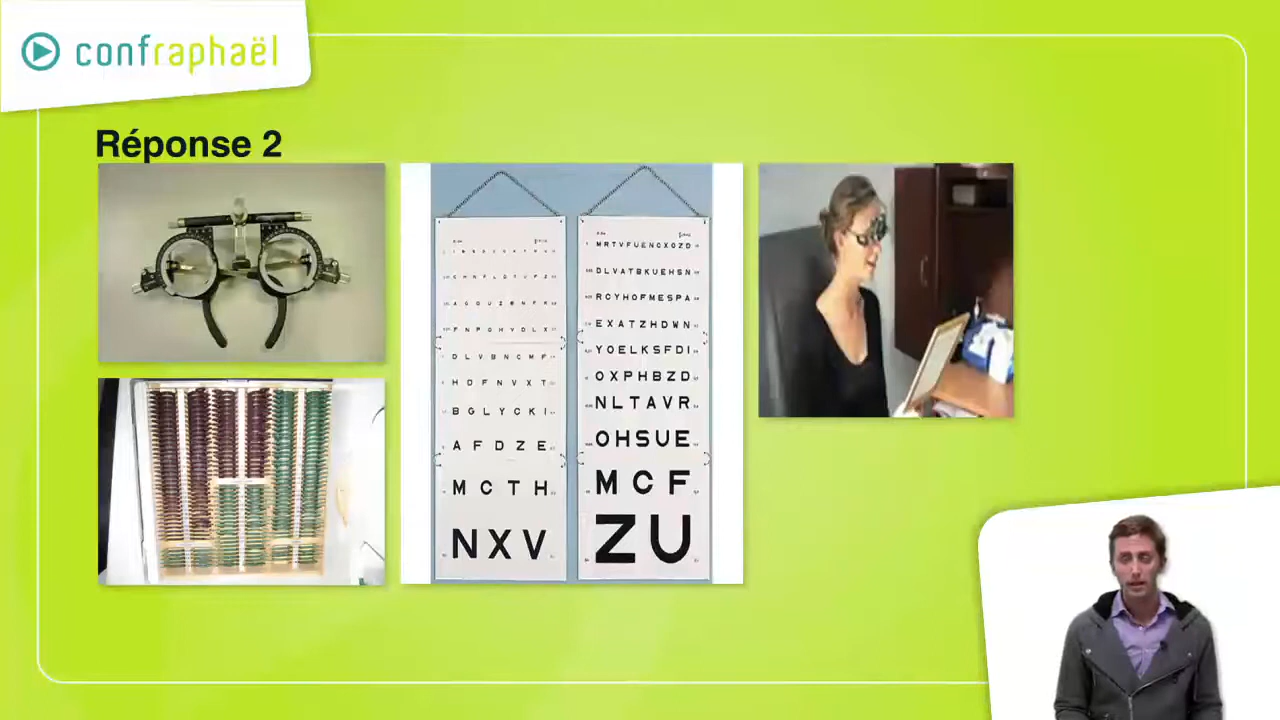 confraphaël
Réponse 2
D L V B N C M F
H D F N V X T
B G L Y C K I
A F D Z E
M C T H
N X V
M R T V F U E N C X O Z D
D L V A T B K U E H S N
R C Y H O F M E S P A
E X A T Z H D W N
Y O E L K S F D I
O X P H B Z D
N L T A V R
O H S U E
M C F
Z U